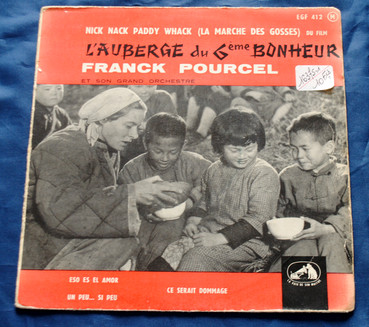 EGF 412 M
NICK NACK PADDY WHACK (LA MARCHE DES GOSSES) DU FILM
L'AUBERGE du 6eme BONHEUR
FRANCK POURCEL
ET SON GRAND ORCHESTRE
ESO ES EL AMOR
UN PEU... SI PEU
CE SERAIT DOMMAGE
LA VOIX DE SON MAITRE